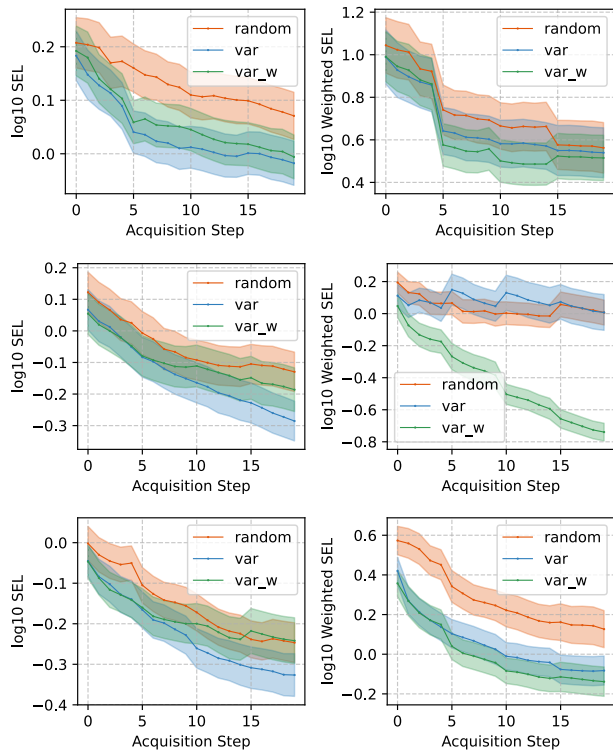 log10 SEL
0.2
0.1
0.0
random
var
var_w
0 5 10 15
Acquisition Step
log10 Weighted SEL
1.2
1.0
0.8
0.6
0.4
random
var
var_w
0 5 10 15
Acquisition Step
log10 SEL
0.2
0.1
0.0
−0.1
−0.2
−0.3
random
var
var_w
0 5 10 15
Acquisition Step
log10 Weighted SEL
0.4
0.2
0.0
−0.2
−0.4
−0.6
−0.8
random
var
var_w
0 5 10 15
Acquisition Step
log10 SEL
0.0
−0.1
−0.2
−0.3
−0.4
random
var
var_w
0 5 10 15
Acquisition Step
log10 Weighted SEL
0.6
0.4
0.2
0.0
−0.2
random
var
var_w
0 5 10 15
Acquisition Step